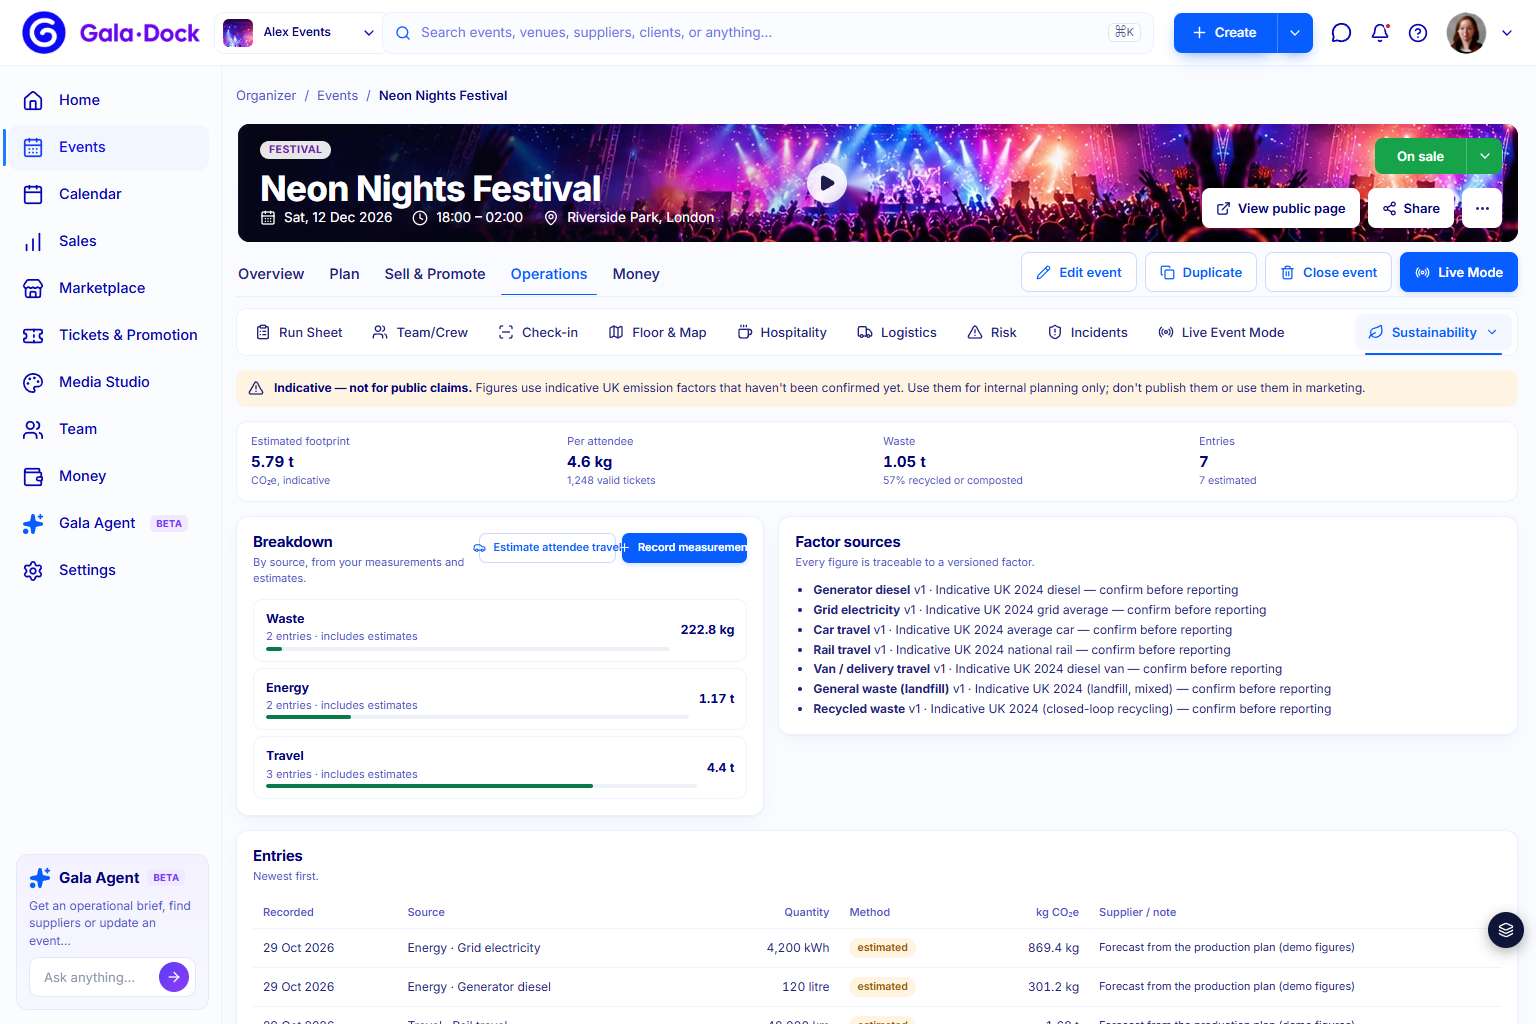 Gala·Dock
Alex Events
Search events, venues, suppliers, clients, or anything...
⌘K
Create
Home
Events
Calendar
Sales
Marketplace
Tickets & Promotion
Media Studio
Team
Money
Gala Agent BETA
Settings
Gala Agent BETA
Get an operational brief, find
suppliers or update an
event...
Ask anything...
Organizer / Events / Neon Nights Festival
FESTIVAL
Neon Nights Festival
Sat, 12 Dec 2026 18:00 – 02:00 Riverside Park, London
On sale
View public page
Share
Overview Plan Sell & Promote Operations Money
Edit event Duplicate Close event Live Mode
Run Sheet Team/Crew Check-in Floor & Map Hospitality Logistics Risk Incidents Live Event Mode Sustainability
Indicative — not for public claims. Figures use indicative UK emission factors that haven't been confirmed yet. Use them for internal planning only; don't publish them or use them in marketing.
Estimated footprint
5.79 t
CO₂e, indicative
Per attendee
4.6 kg
1,248 valid tickets
Waste
1.05 t
57% recycled or composted
Entries
7
7 estimated
Breakdown
By source, from your measurements and
estimates.
Estimate attendee travel
Record measuremen
Waste
2 entries · includes estimates
222.8 kg
Energy
2 entries · includes estimates
1.17 t
Travel
3 entries · includes estimates
4.4 t
Factor sources
Every figure is traceable to a versioned factor.
Generator diesel v1 · Indicative UK 2024 diesel — confirm before reporting
Grid electricity v1 · Indicative UK 2024 grid average — confirm before reporting
Car travel v1 · Indicative UK 2024 average car — confirm before reporting
Rail travel v1 · Indicative UK 2024 national rail — confirm before reporting
Van / delivery travel v1 · Indicative UK 2024 diesel van — confirm before reporting
General waste (landfill) v1 · Indicative UK 2024 (landfill, mixed) — confirm before reporting
Recycled waste v1 · Indicative UK 2024 (closed-loop recycling) — confirm before reporting
Entries
Newest first.
Recorded Source Quantity Method kg CO₂e Supplier / note
29 Oct 2026 Energy · Grid electricity 4,200 kWh estimated 869.4 kg Forecast from the production plan (demo figures)
29 Oct 2026 Energy · Generator diesel 120 litre estimated 301.2 kg Forecast from the production plan (demo figures)